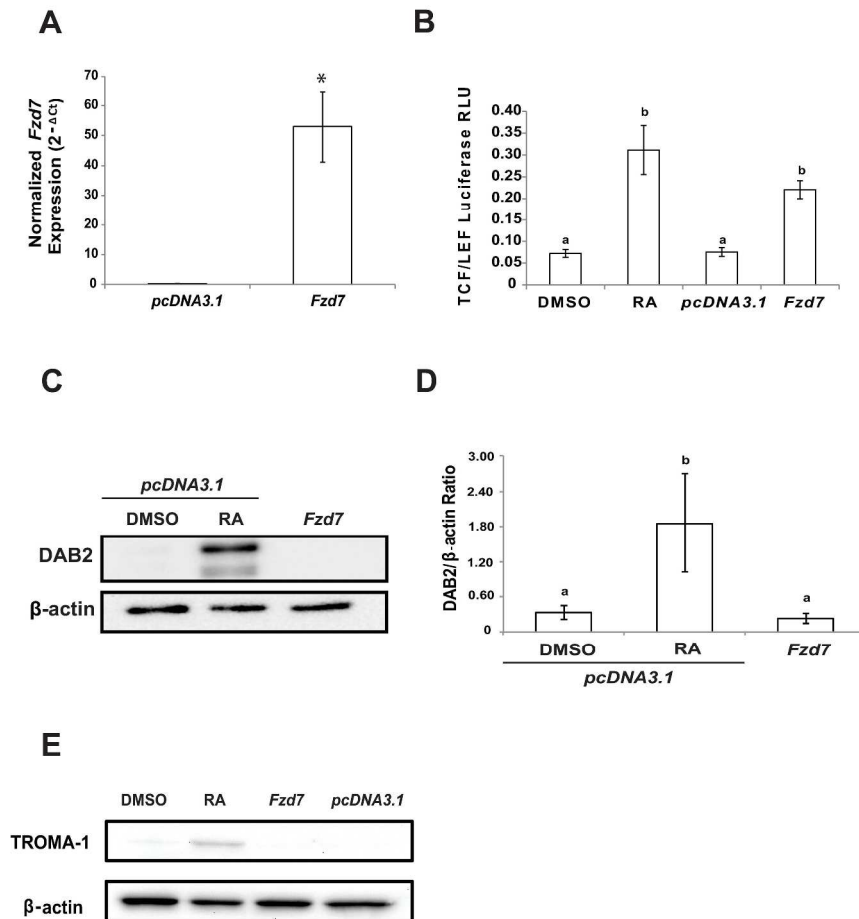 A
Normalized Fzd7
Expression (2^-ΔCt)
70
60
50
40
30
20
10
0
*
pcDNA3.1
Fzd7
B
TCF/LEF Luciferase RLU
0.40
0.35
0.30
0.25
0.20
0.15
0.10
0.05
0
a
b
a
b
DMSO
RA
pcDNA3.1
Fzd7
C
pcDNA3.1
DMSO
RA
Fzd7
DAB2
β-actin
D
DAB2/β-actin Ratio
3.00
2.40
1.80
1.20
0.60
0
a
b
a
DMSO
RA
Fzd7
pcDNA3.1
E
DMSO
RA
Fzd7
pcDNA3.1
TROMA-1
β-actin